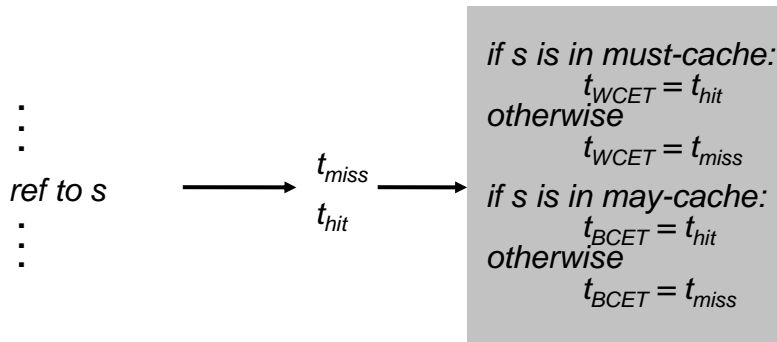 ref to s
t_miss
t_hit
if s is in must-cache:
t_WCET = t_hit
otherwise
t_WCET = t_miss
if s is in may-cache:
t_BCET = t_hit
otherwise
t_BCET = t_miss